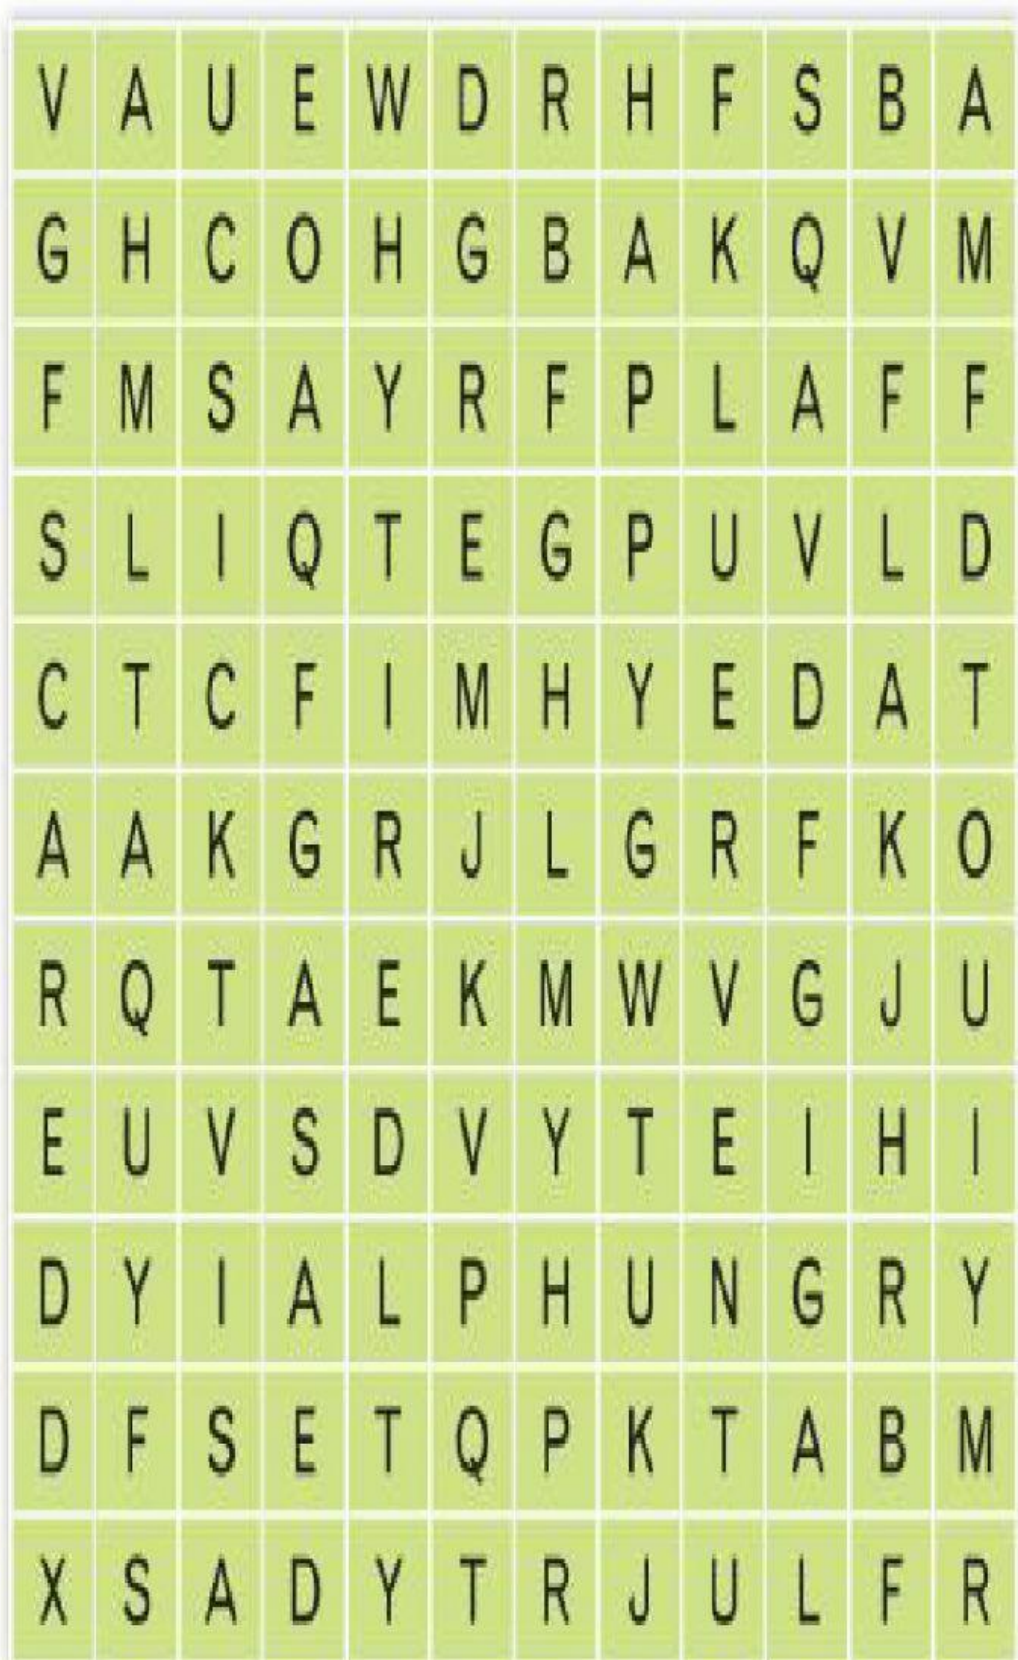 V A U E W D R H F S B A
G H C O H G B A K Q V M
F M S A Y R F P L A F F
S L I Q T E G P U V L D
C T C F I M H Y E D A T
A A K G R J L G R F K O
R Q T A E K M W V G J U
E U V S D V Y T E I H I
D Y I A L P H U N G R Y
D F S E T Q P K T A B M
X S A D Y T R J U L F R